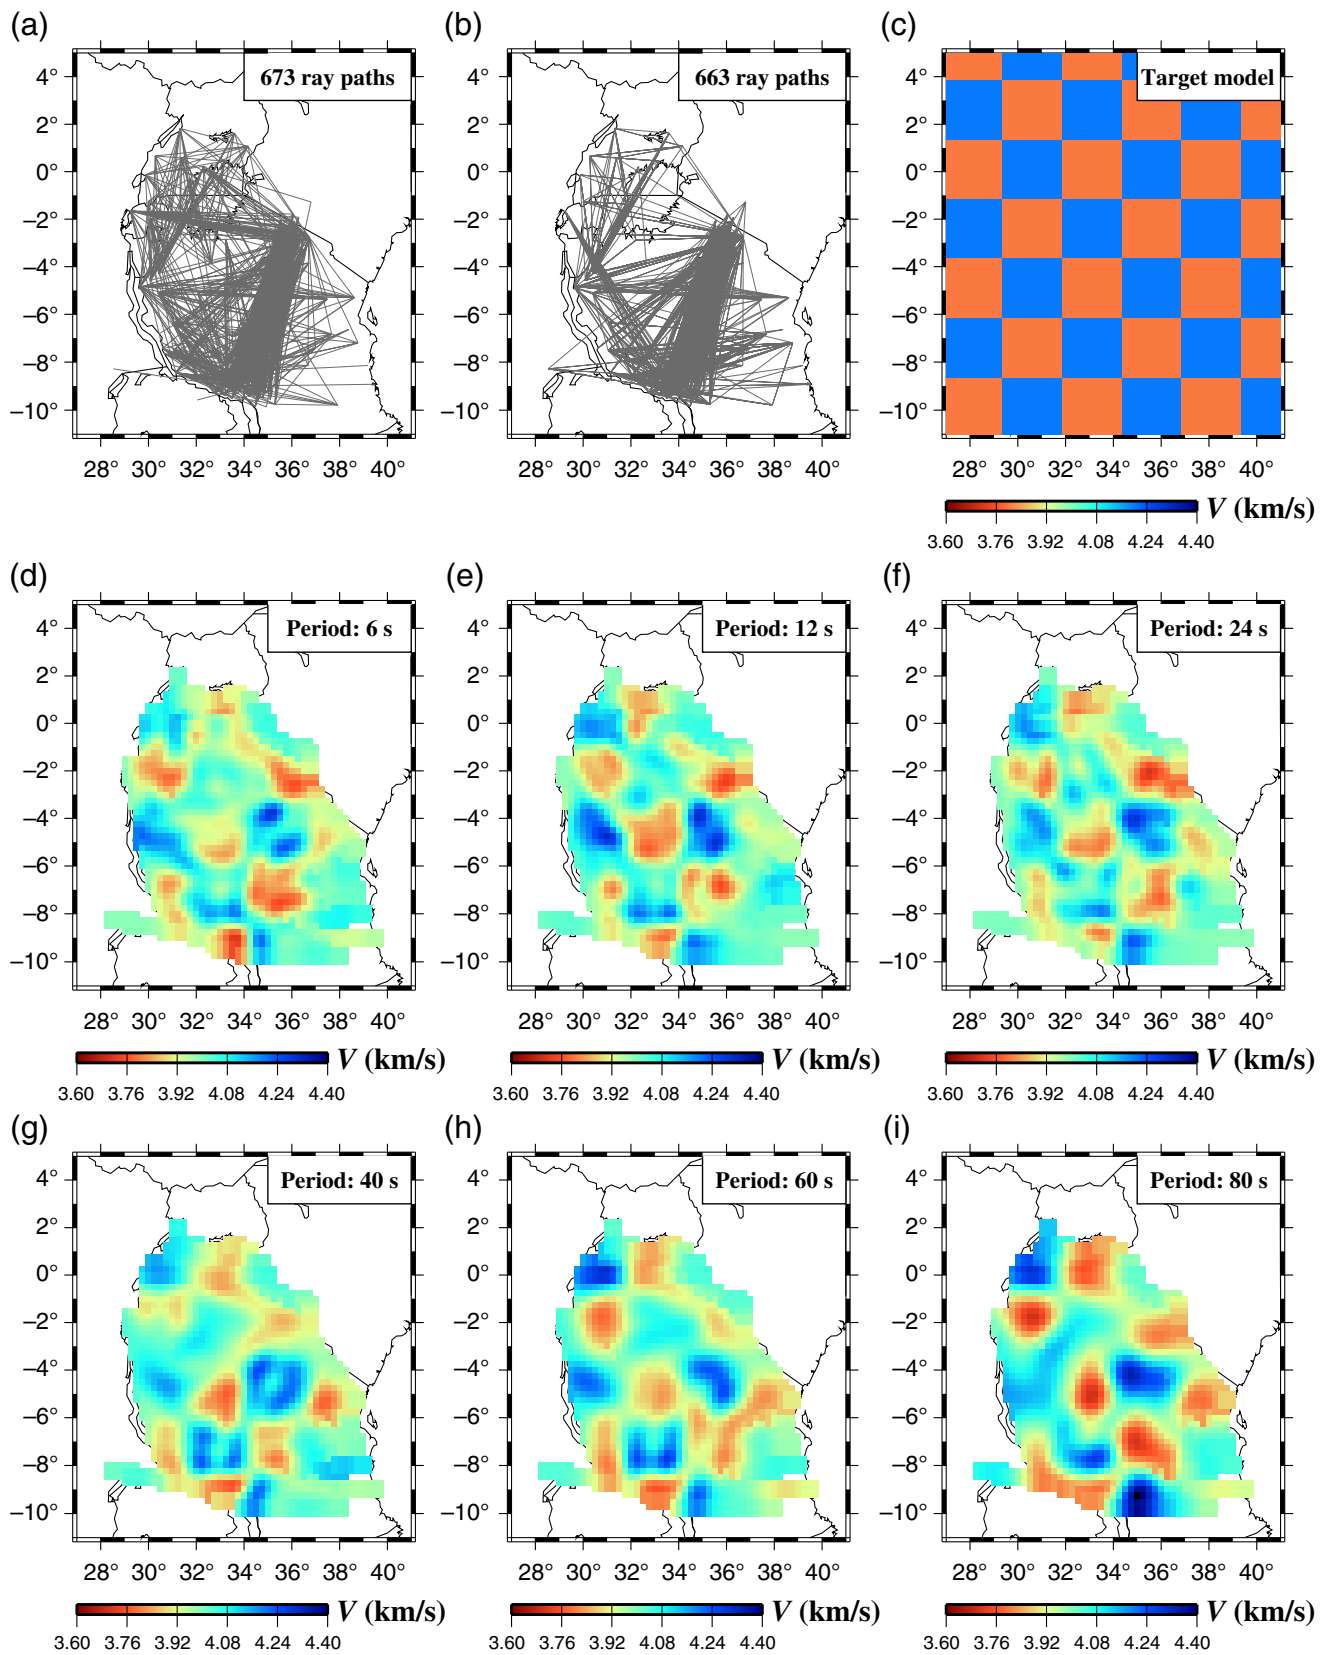 (a) (b) (c)
673 ray paths 663 ray paths Target model
4° 4° 4°
2° 2° 2°
0° 0° 0°
−2° −2° −2°
−4° −4° −4°
−6° −6° −6°
−8° −8° −8°
−10° −10° −10°
28° 30° 32° 34° 36° 38° 40° 28° 30° 32° 34° 36° 38° 40° 28° 30° 32° 34° 36° 38° 40°
V (km/s)
3.60 3.76 3.92 4.08 4.24 4.40
(d) (e) (f)
Period: 6 s Period: 12 s Period: 24 s
4° 4° 4°
2° 2° 2°
0° 0° 0°
−2° −2° −2°
−4° −4° −4°
−6° −6° −6°
−8° −8° −8°
−10° −10° −10°
28° 30° 32° 34° 36° 38° 40° 28° 30° 32° 34° 36° 38° 40° 28° 30° 32° 34° 36° 38° 40°
V (km/s) V (km/s) V (km/s)
3.60 3.76 3.92 4.08 4.24 4.40 3.60 3.76 3.92 4.08 4.24 4.40 3.60 3.76 3.92 4.08 4.24 4.40
(g) (h) (i)
Period: 40 s Period: 60 s Period: 80 s
4° 4° 4°
2° 2° 2°
0° 0° 0°
−2° −2° −2°
−4° −4° −4°
−6° −6° −6°
−8° −8° −8°
−10° −10° −10°
28° 30° 32° 34° 36° 38° 40° 28° 30° 32° 34° 36° 38° 40° 28° 30° 32° 34° 36° 38° 40°
V (km/s) V (km/s) V (km/s)
3.60 3.76 3.92 4.08 4.24 4.40 3.60 3.76 3.92 4.08 4.24 4.40 3.60 3.76 3.92 4.08 4.24 4.40